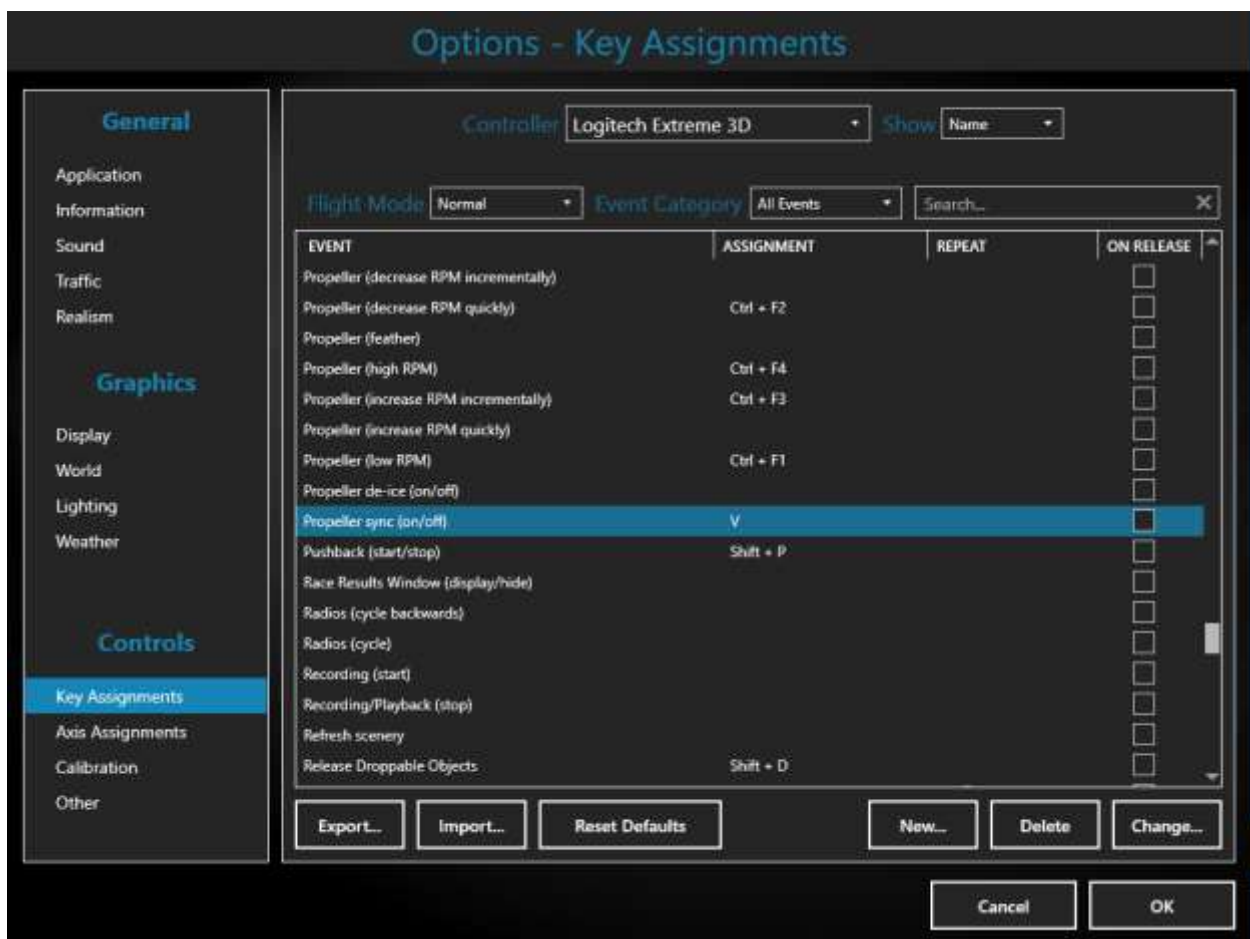 Options - Key Assignments
General
Application
Information
Sound
Traffic
Realism
Graphics
Display
World
Lighting
Weather
Controls
Key Assignments
Axis Assignments
Calibration
Other
Controller Logitech Extreme 3D Show Name
Flight Mode Normal Event Category All Events Search...
EVENT ASSIGNMENT REPEAT ON RELEASE
Propeller (decrease RPM incrementally)
Propeller (decrease RPM quickly) Ctrl + F2
Propeller (feather)
Propeller (high RPM) Ctrl + F4
Propeller (increase RPM incrementally) Ctrl + F3
Propeller (increase RPM quickly)
Propeller (low RPM) Ctrl + F1
Propeller de-ice (on/off)
Propeller sync (on/off) V
Pushback (start/stop) Shift + P
Race Results Window (display/hide)
Radios (cycle backwards)
Radios (cycle)
Recording (start)
Recording/Playback (stop)
Refresh scenery
Release Droppable Objects Shift + D
Export... Import... Reset Defaults New... Delete Change...
Cancel OK